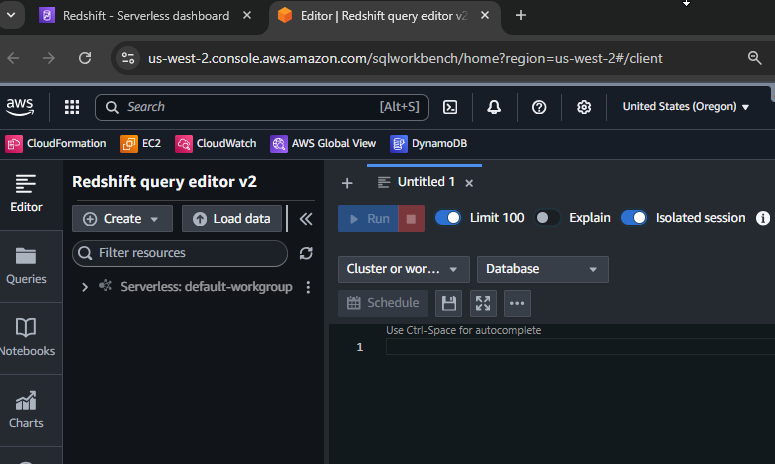 Redshift - Serverless dashboard
Editor | Redshift query editor v2
us-west-2.console.aws.amazon.com/sqlworkbench/home?region=us-west-2#/client
aws
Search [Alt+S]
United States (Oregon)
CloudFormation EC2 CloudWatch AWS Global View DynamoDB
Editor
Queries
Notebooks
Charts
Redshift query editor v2
Create Load data
Filter resources
Serverless: default-workgroup
Untitled 1
Run Limit 100 Explain Isolated session
Cluster or wor... Database
Schedule
Use Ctrl-Space for autocomplete
1